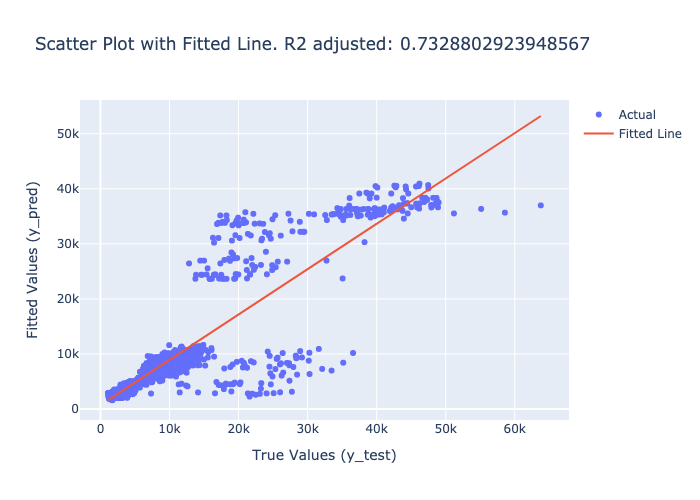 Scatter Plot with Fitted Line. R2 adjusted: 0.7328802923948567
Actual
Fitted Line
Fitted Values (y_pred)
50k
40k
30k
20k
10k
0
0 10k 20k 30k 40k 50k 60k
True Values (y_test)